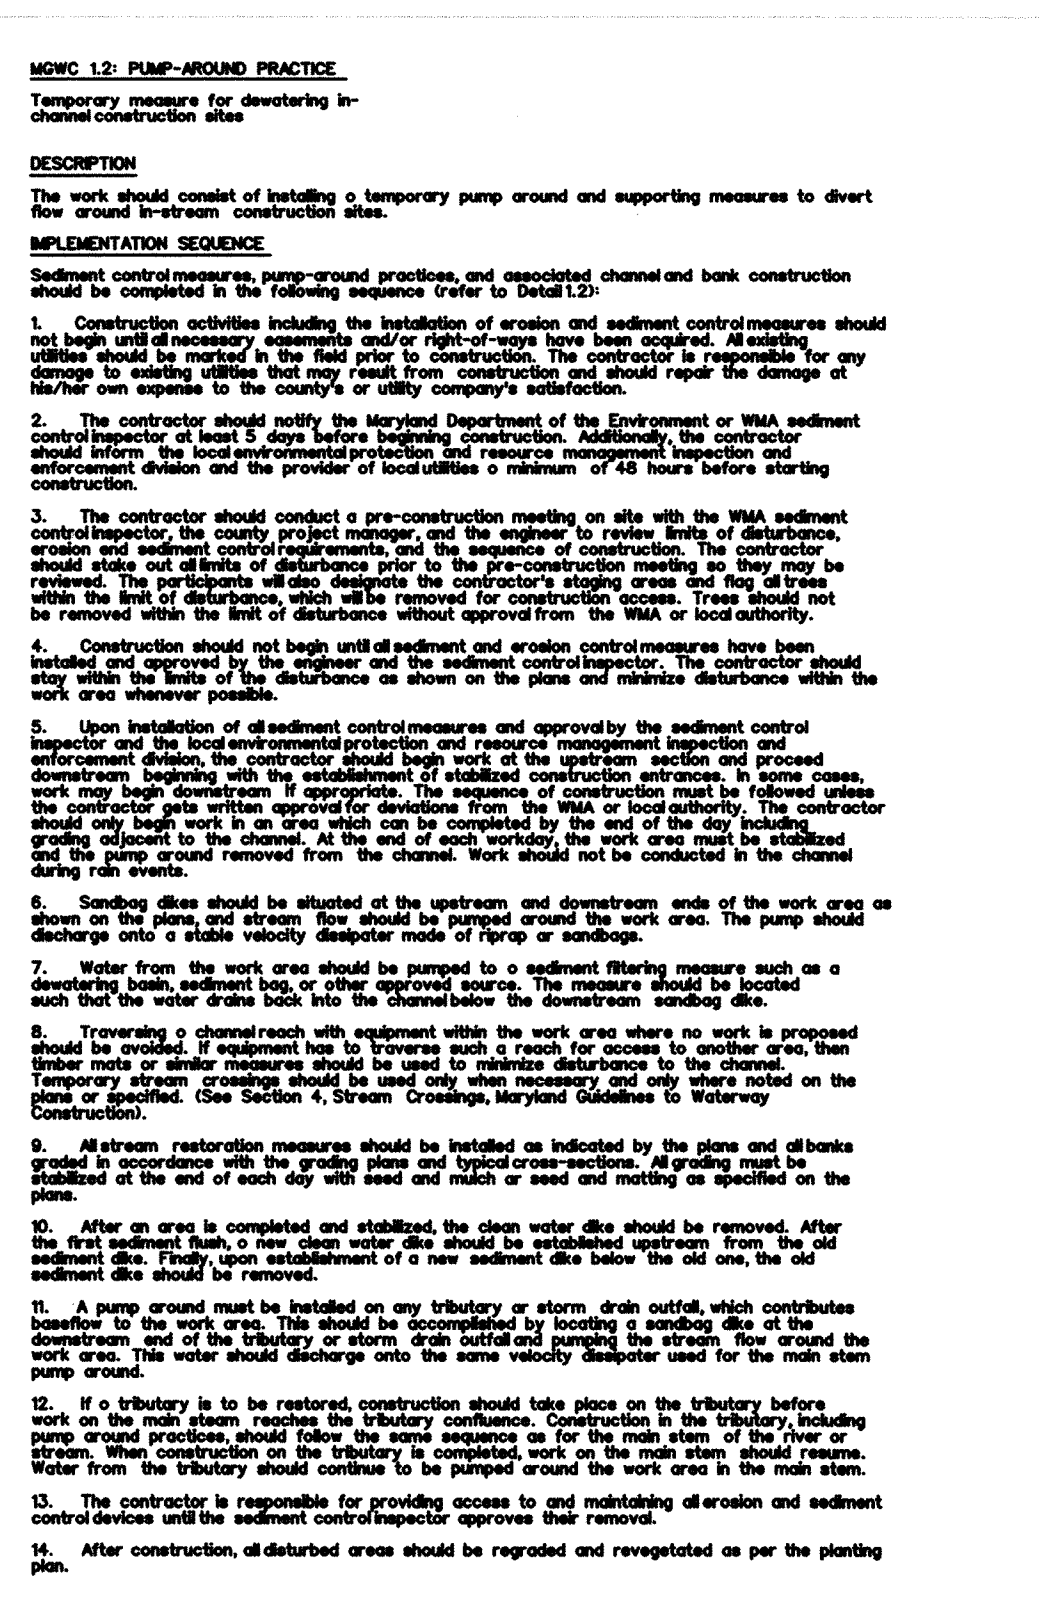 MGWC 1.2: PUMP-AROUND PRACTICE
Temporary measure for dewatering in-
channel construction sites
DESCRIPTION
The work should consist of installing a temporary pump around and supporting measures to divert
flow around in-stream construction sites.
IMPLEMENTATION SEQUENCE
Sediment control measures, pump-around practices, and associated channel and bank construction
should be completed in the following sequence (refer to Detail 1.2):
1. Construction activities including the installation of erosion and sediment control measures should
not begin until all necessary easements and/or right-of-ways have been acquired. All existing
utilities should be marked in the field prior to construction. The contractor is responsible for any
damage to existing utilities that may result from construction and should repair the damage at
his/her own expense to the county's or utility company's satisfaction.
2. The contractor should notify the Maryland Department of the Environment or WMA sediment
control inspector at least 5 days before beginning construction. Additionally, the contractor
should inform the local environmental protection and resource management inspection and
enforcement division and the provider of local utilities a minimum of 48 hours before starting
construction.
3. The contractor should conduct a pre-construction meeting on site with the WMA sediment
control inspector, the county project manager, and the engineer to review limits of disturbance,
erosion and sediment control requirements, and the sequence of construction. The contractor
should stake out all limits of disturbance prior to the pre-construction meeting so they may be
reviewed. The participants will also designate the contractor's staging areas and flag all trees
within the limit of disturbance, which will be removed for construction access. Trees should not
be removed within the limit of disturbance without approval from the WMA or local authority.
4. Construction should not begin until all sediment and erosion control measures have been
installed and approved by the engineer and the sediment control inspector. The contractor should
stay within the limits of the disturbance as shown on the plans and minimize disturbance within the
work area whenever possible.
5. Upon installation of all sediment control measures and approval by the sediment control
inspector and the local environmental protection and resource management inspection and
enforcement division, the contractor should begin work at the upstream section and proceed
downstream beginning with the establishment of stabilized construction entrances. In some cases,
work may begin downstream if appropriate. The sequence of construction must be followed unless
the contractor gets written approval for deviations from the WMA or local authority. The contractor
should only begin work in an area which can be completed by the end of the day including
grading adjacent to the channel. At the end of each workday, the work area must be stabilized
and the pump around removed from the channel. Work should not be conducted in the channel
during rain events.
6. Sandbag dikes should be situated at the upstream and downstream ends of the work area as
shown on the plans, and stream flow should be pumped around the work area. The pump should
discharge onto a stable velocity dissipater made of riprap or sandbags.
7. Water from the work area should be pumped to a sediment filtering measure such as a
dewatering basin, sediment bag, or other approved source. The measure should be located
such that the water drains back into the channel below the downstream sandbag dike.
8. Traversing a channel reach with equipment within the work area where no work is proposed
should be avoided. If equipment has to traverse such a reach for access to another area, then
timber mats or similar measures should be used to minimize disturbance to the channel.
Temporary stream crossings should be used only when necessary and only where noted on the
plans or specified. (See Section 4, Stream Crossings, Maryland Guidelines to Waterway
Construction).
9. All stream restoration measures should be installed as indicated by the plans and all banks
graded in accordance with the grading plans and typical cross-sections. All grading must be
stabilized at the end of each day with seed and mulch or seed and matting as specified on the
plans.
10. After an area is completed and stabilized, the clean water dike should be removed. After
the first sediment flush, a new clean water dike should be established upstream from the old
sediment dike. Finally, upon establishment of a new sediment dike below the old one, the old
sediment dike should be removed.
11. A pump around must be installed on any tributary or storm drain outfall, which contributes
baseflow to the work area. This should be accomplished by locating a sandbag dike at the
downstream end of the tributary or storm drain outfall and pumping the stream flow around the
work area. This water should discharge onto the same velocity dissipater used for the main stem
pump around.
12. If a tributary is to be restored, construction should take place on the tributary before
work on the main steam reaches the tributary confluence. Construction in the tributary, including
pump around practices, should follow the same sequence as for the main stem of the river or
stream. When construction on the tributary is completed, work on the main stem should resume.
Water from the tributary should continue to be pumped around the work area in the main stem.
13. The contractor is responsible for providing access to and maintaining all erosion and sediment
control devices until the sediment control inspector approves their removal.
14. After construction, all disturbed areas should be regraded and revegetated as per the planting
plan.